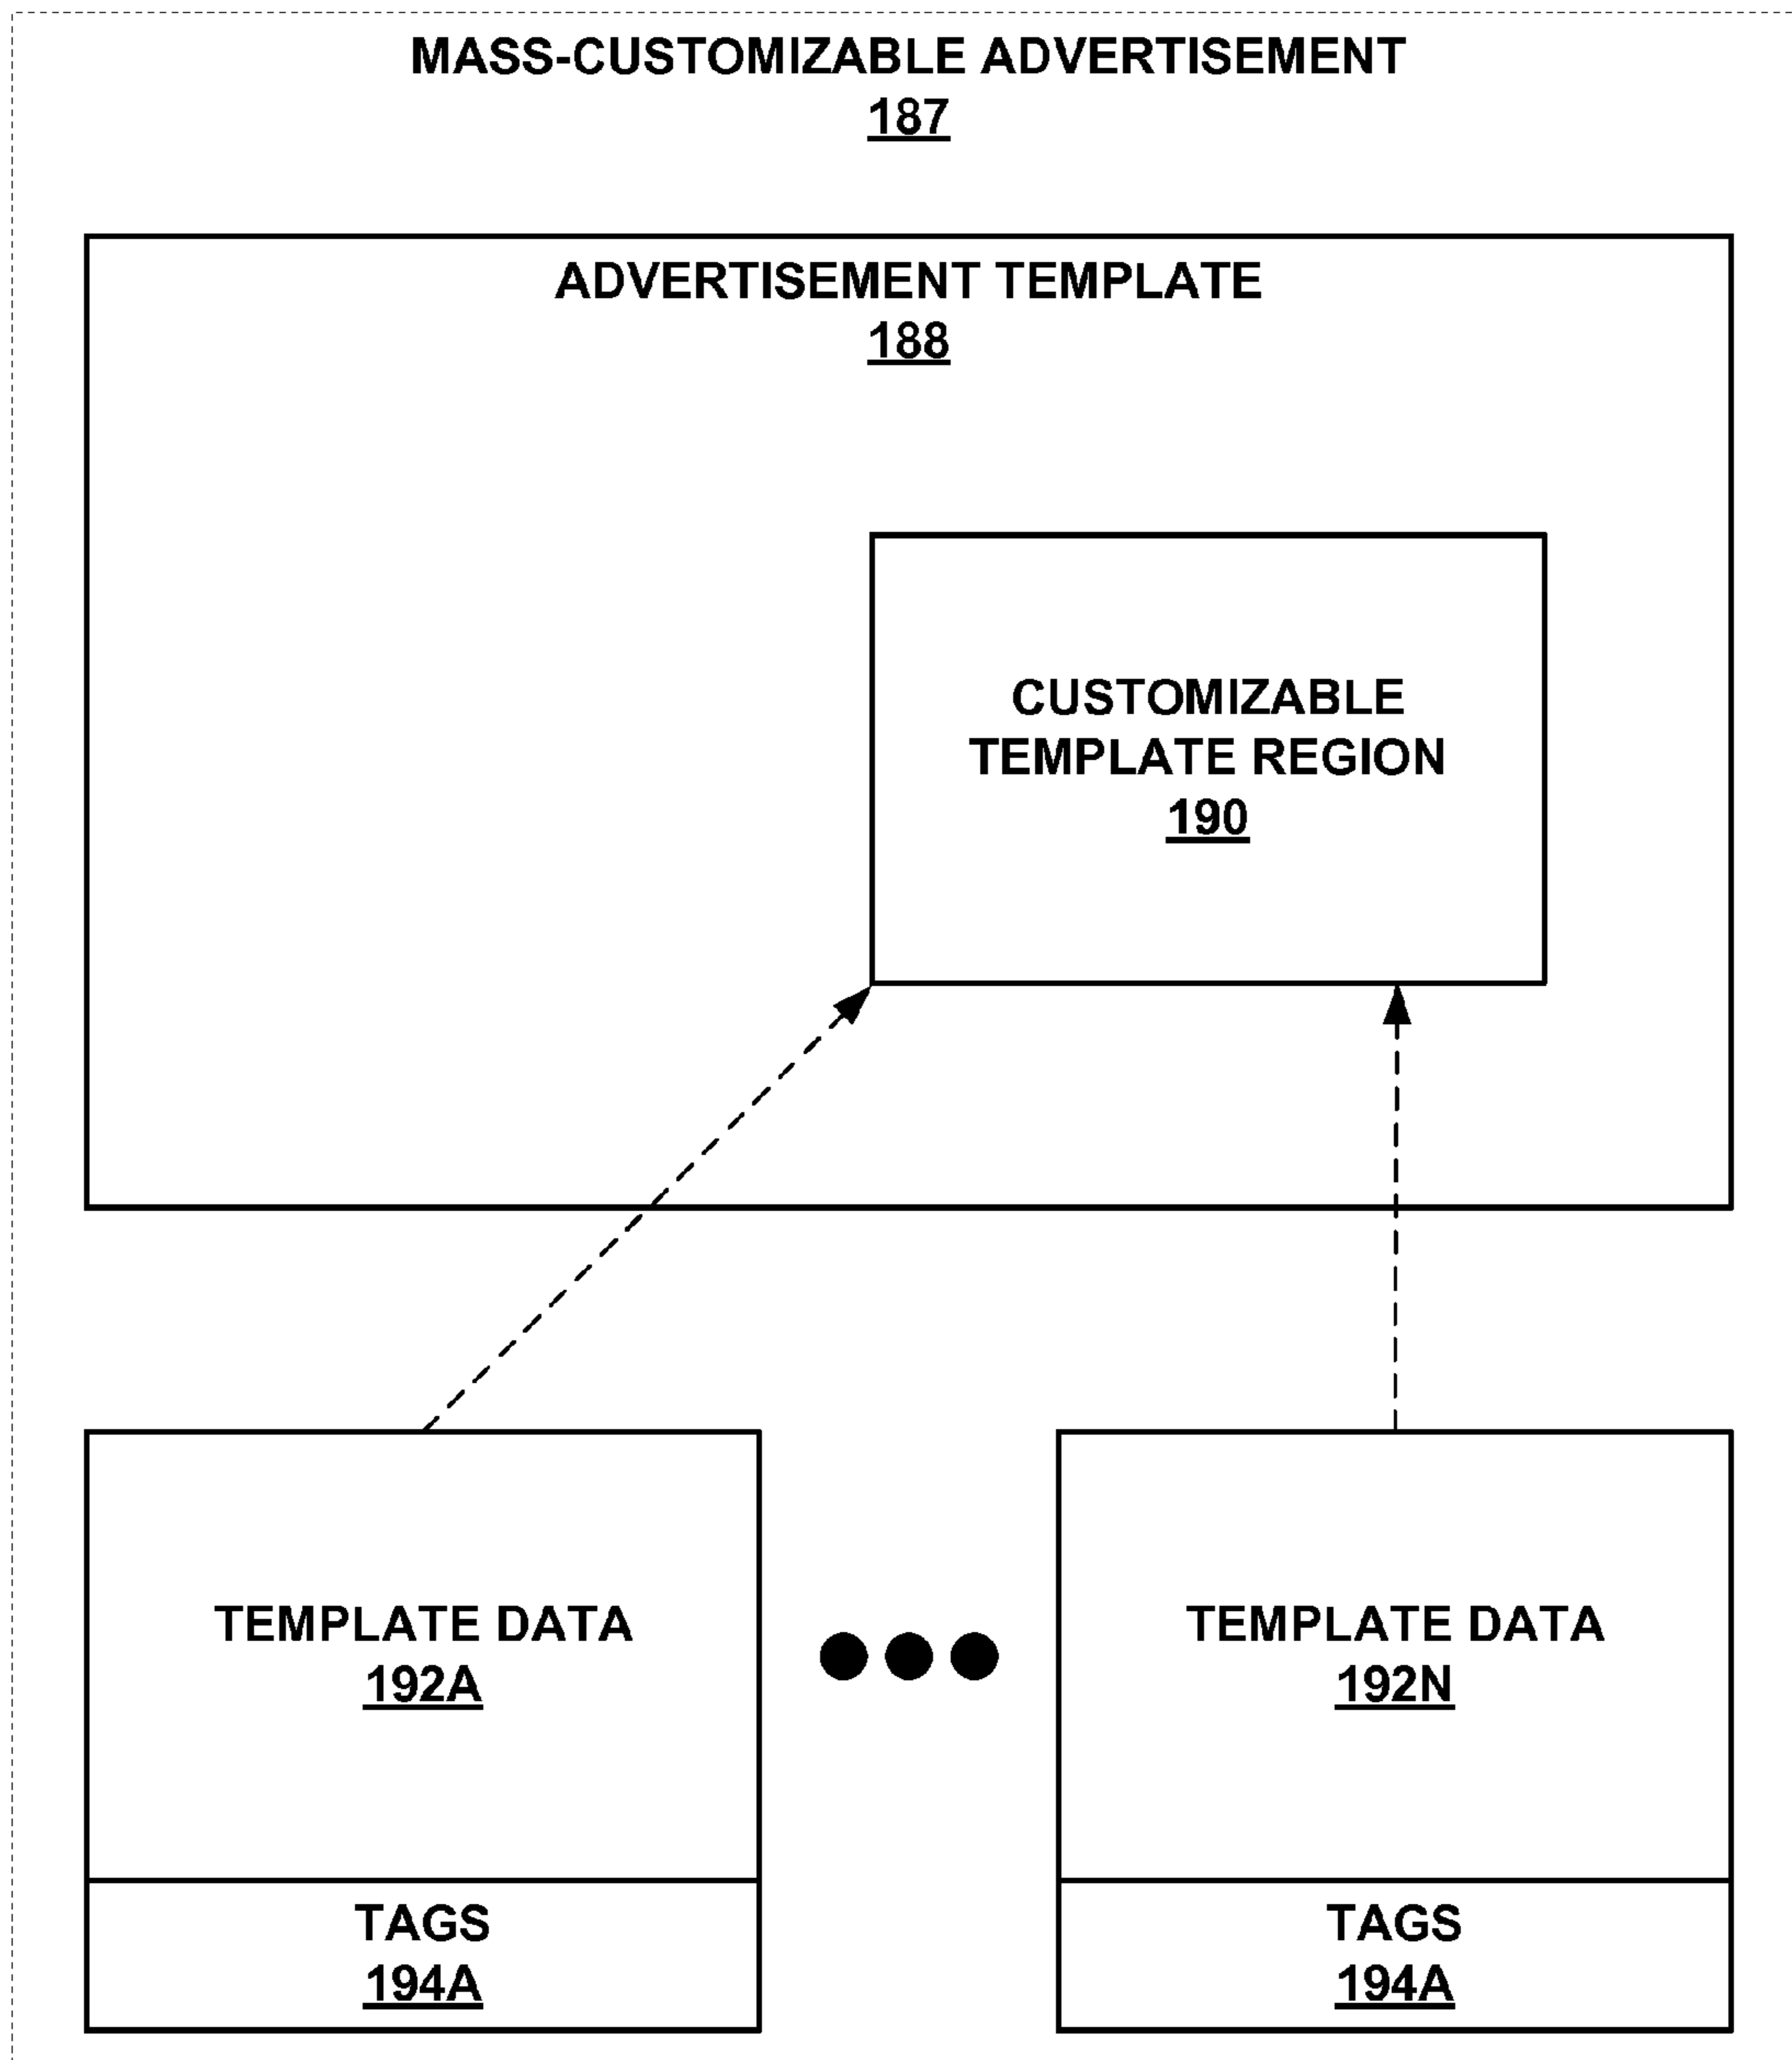 MASS-CUSTOMIZABLE ADVERTISEMENT
187
ADVERTISEMENT TEMPLATE
188
CUSTOMIZABLE
TEMPLATE REGION
190
TEMPLATE DATA
192A
TEMPLATE DATA
192N
TAGS
194A
TAGS
194A